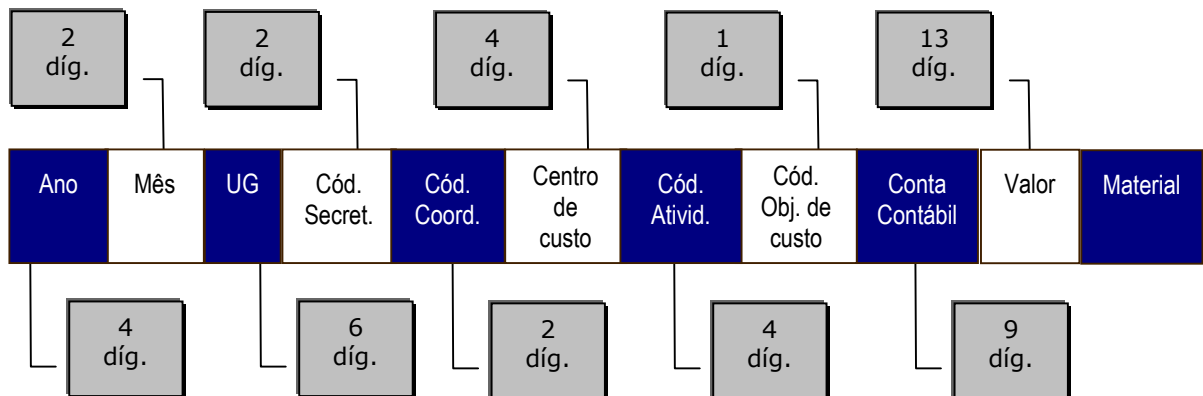 2
díg.
2
díg.
4
díg.
1
díg.
13
díg.
Ano
Mês
UG
Cód.
Secret.
Cód.
Coord.
Centro
de
custo
Cód.
Ativid.
Cód.
Obj. de
custo
Conta
Contábil
Valor
Material
4
díg.
6
díg.
2
díg.
4
díg.
9
díg.